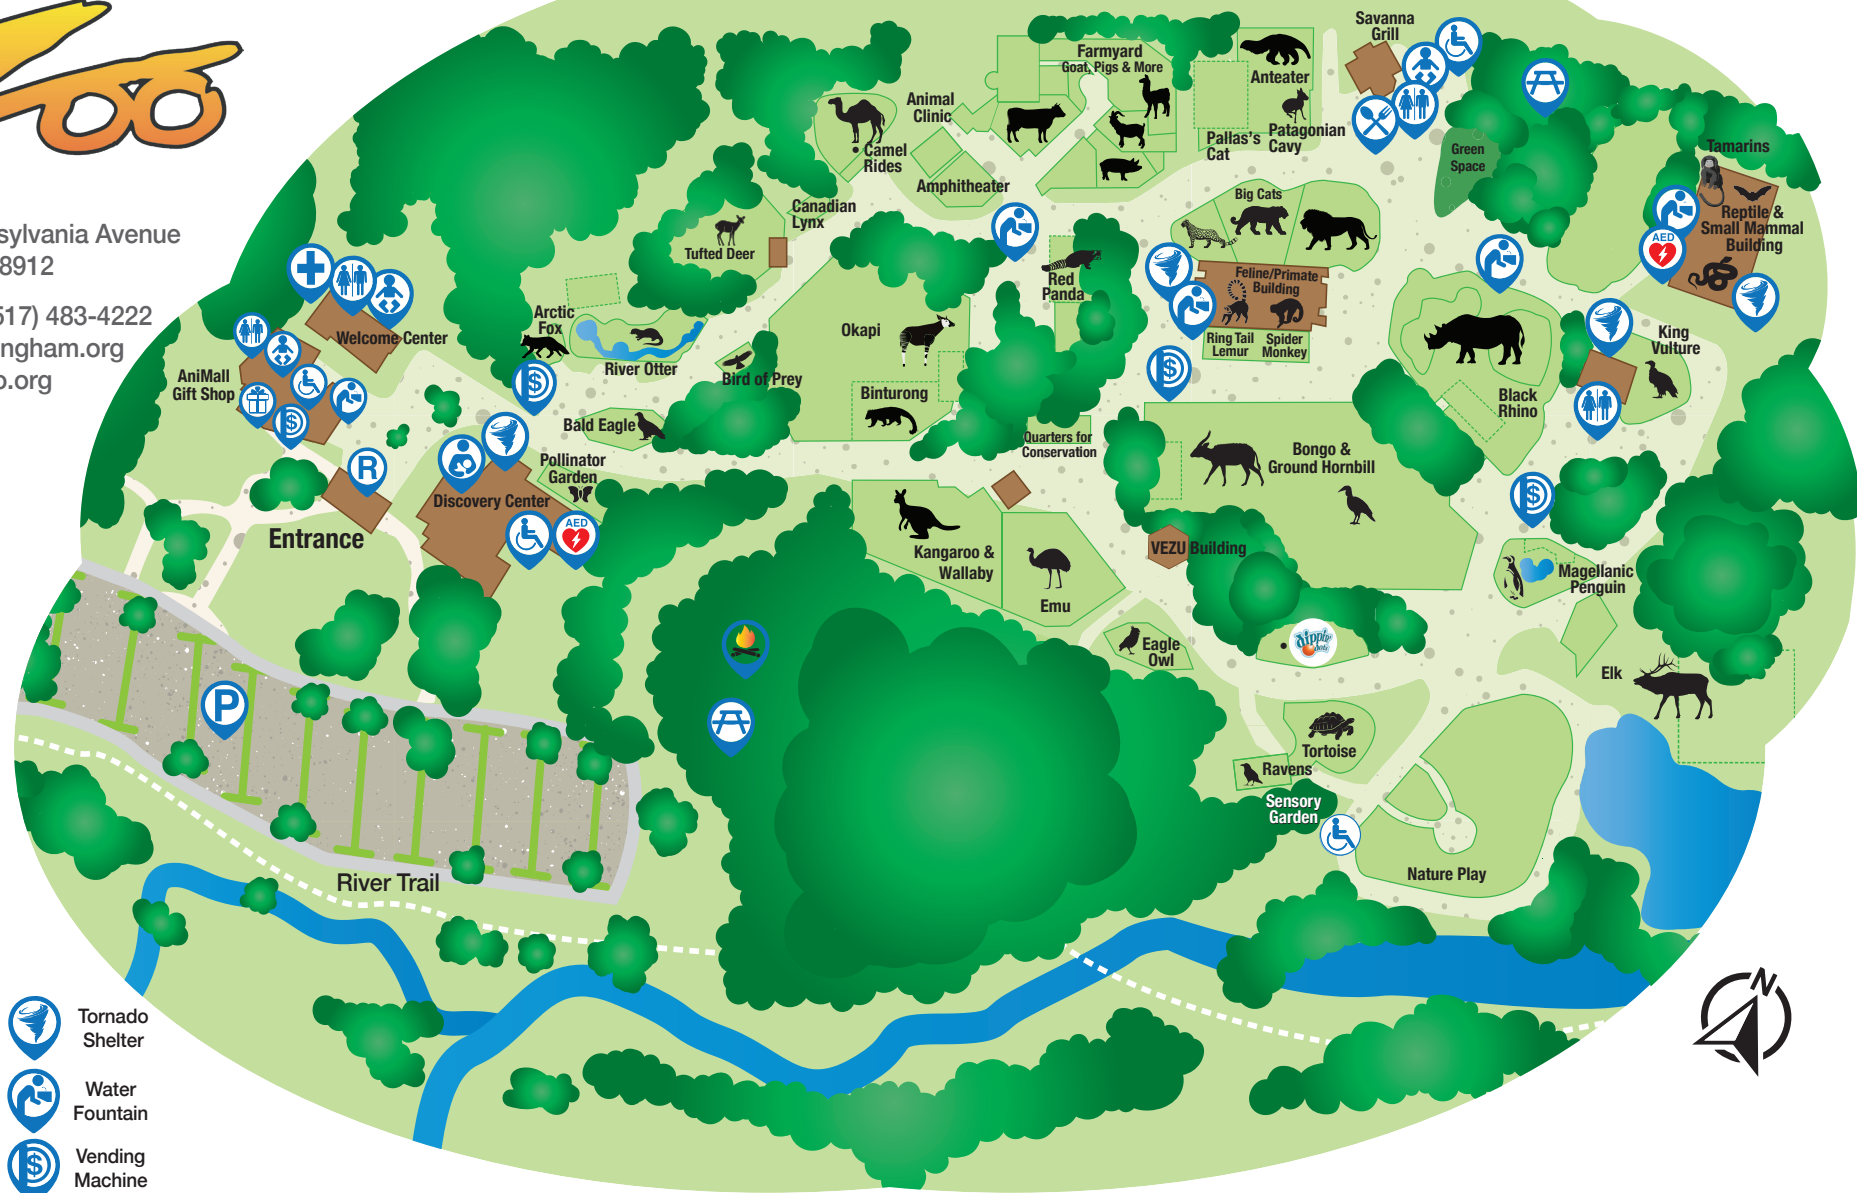 Zoo
sylvania Avenue
8912
517) 483-4222
ingham.org
o.org
Savanna
Grill
Farmyard
Goat, Pigs & More
Anteater
Animal
Clinic
Camel
Rides
Amphitheater
Pallas's
Cat
Patagonian
Cavy
Green
Space
Tamarins
Reptile &
Small Mammal
Building
AED
Canadian
Lynx
Tufted Deer
Big Cats
Feline/Primate
Building
Red
Panda
Ring Tail
Lemur
Spider
Monkey
King
Vulture
Black
Rhino
Arctic
Fox
River Otter
Bird of Prey
Okapi
Binturong
Welcome Center
AniMall
Gift Shop
$
$
$
$
Bald Eagle
Quarters for
Conservation
Bongo &
Ground Hornbill
R
Pollinator
Garden
Discovery Center
AED
Entrance
Kangaroo &
Wallaby
Emu
VEZU Building
Magellanic
Penguin
Eagle
Owl
dippin'
dots
Elk
P
Tortoise
Ravens
Sensory
Garden
Nature Play
River Trail
N
Tornado
Shelter
Water
Fountain
$
Vending
Machine